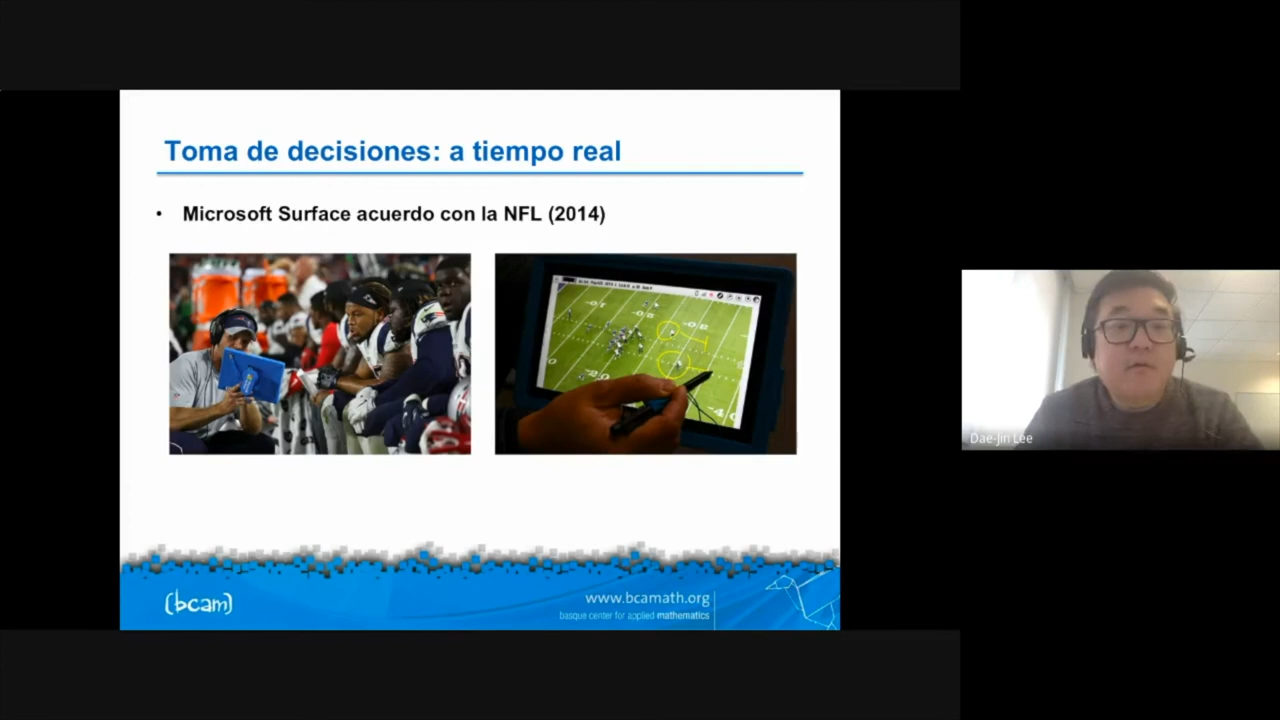 Toma de decisiones: a tiempo real
• Microsoft Surface acuerdo con la NFL (2014)
(bcam)
www.bcamath.org
basque center for applied mathematics
Dae-Jin Lee